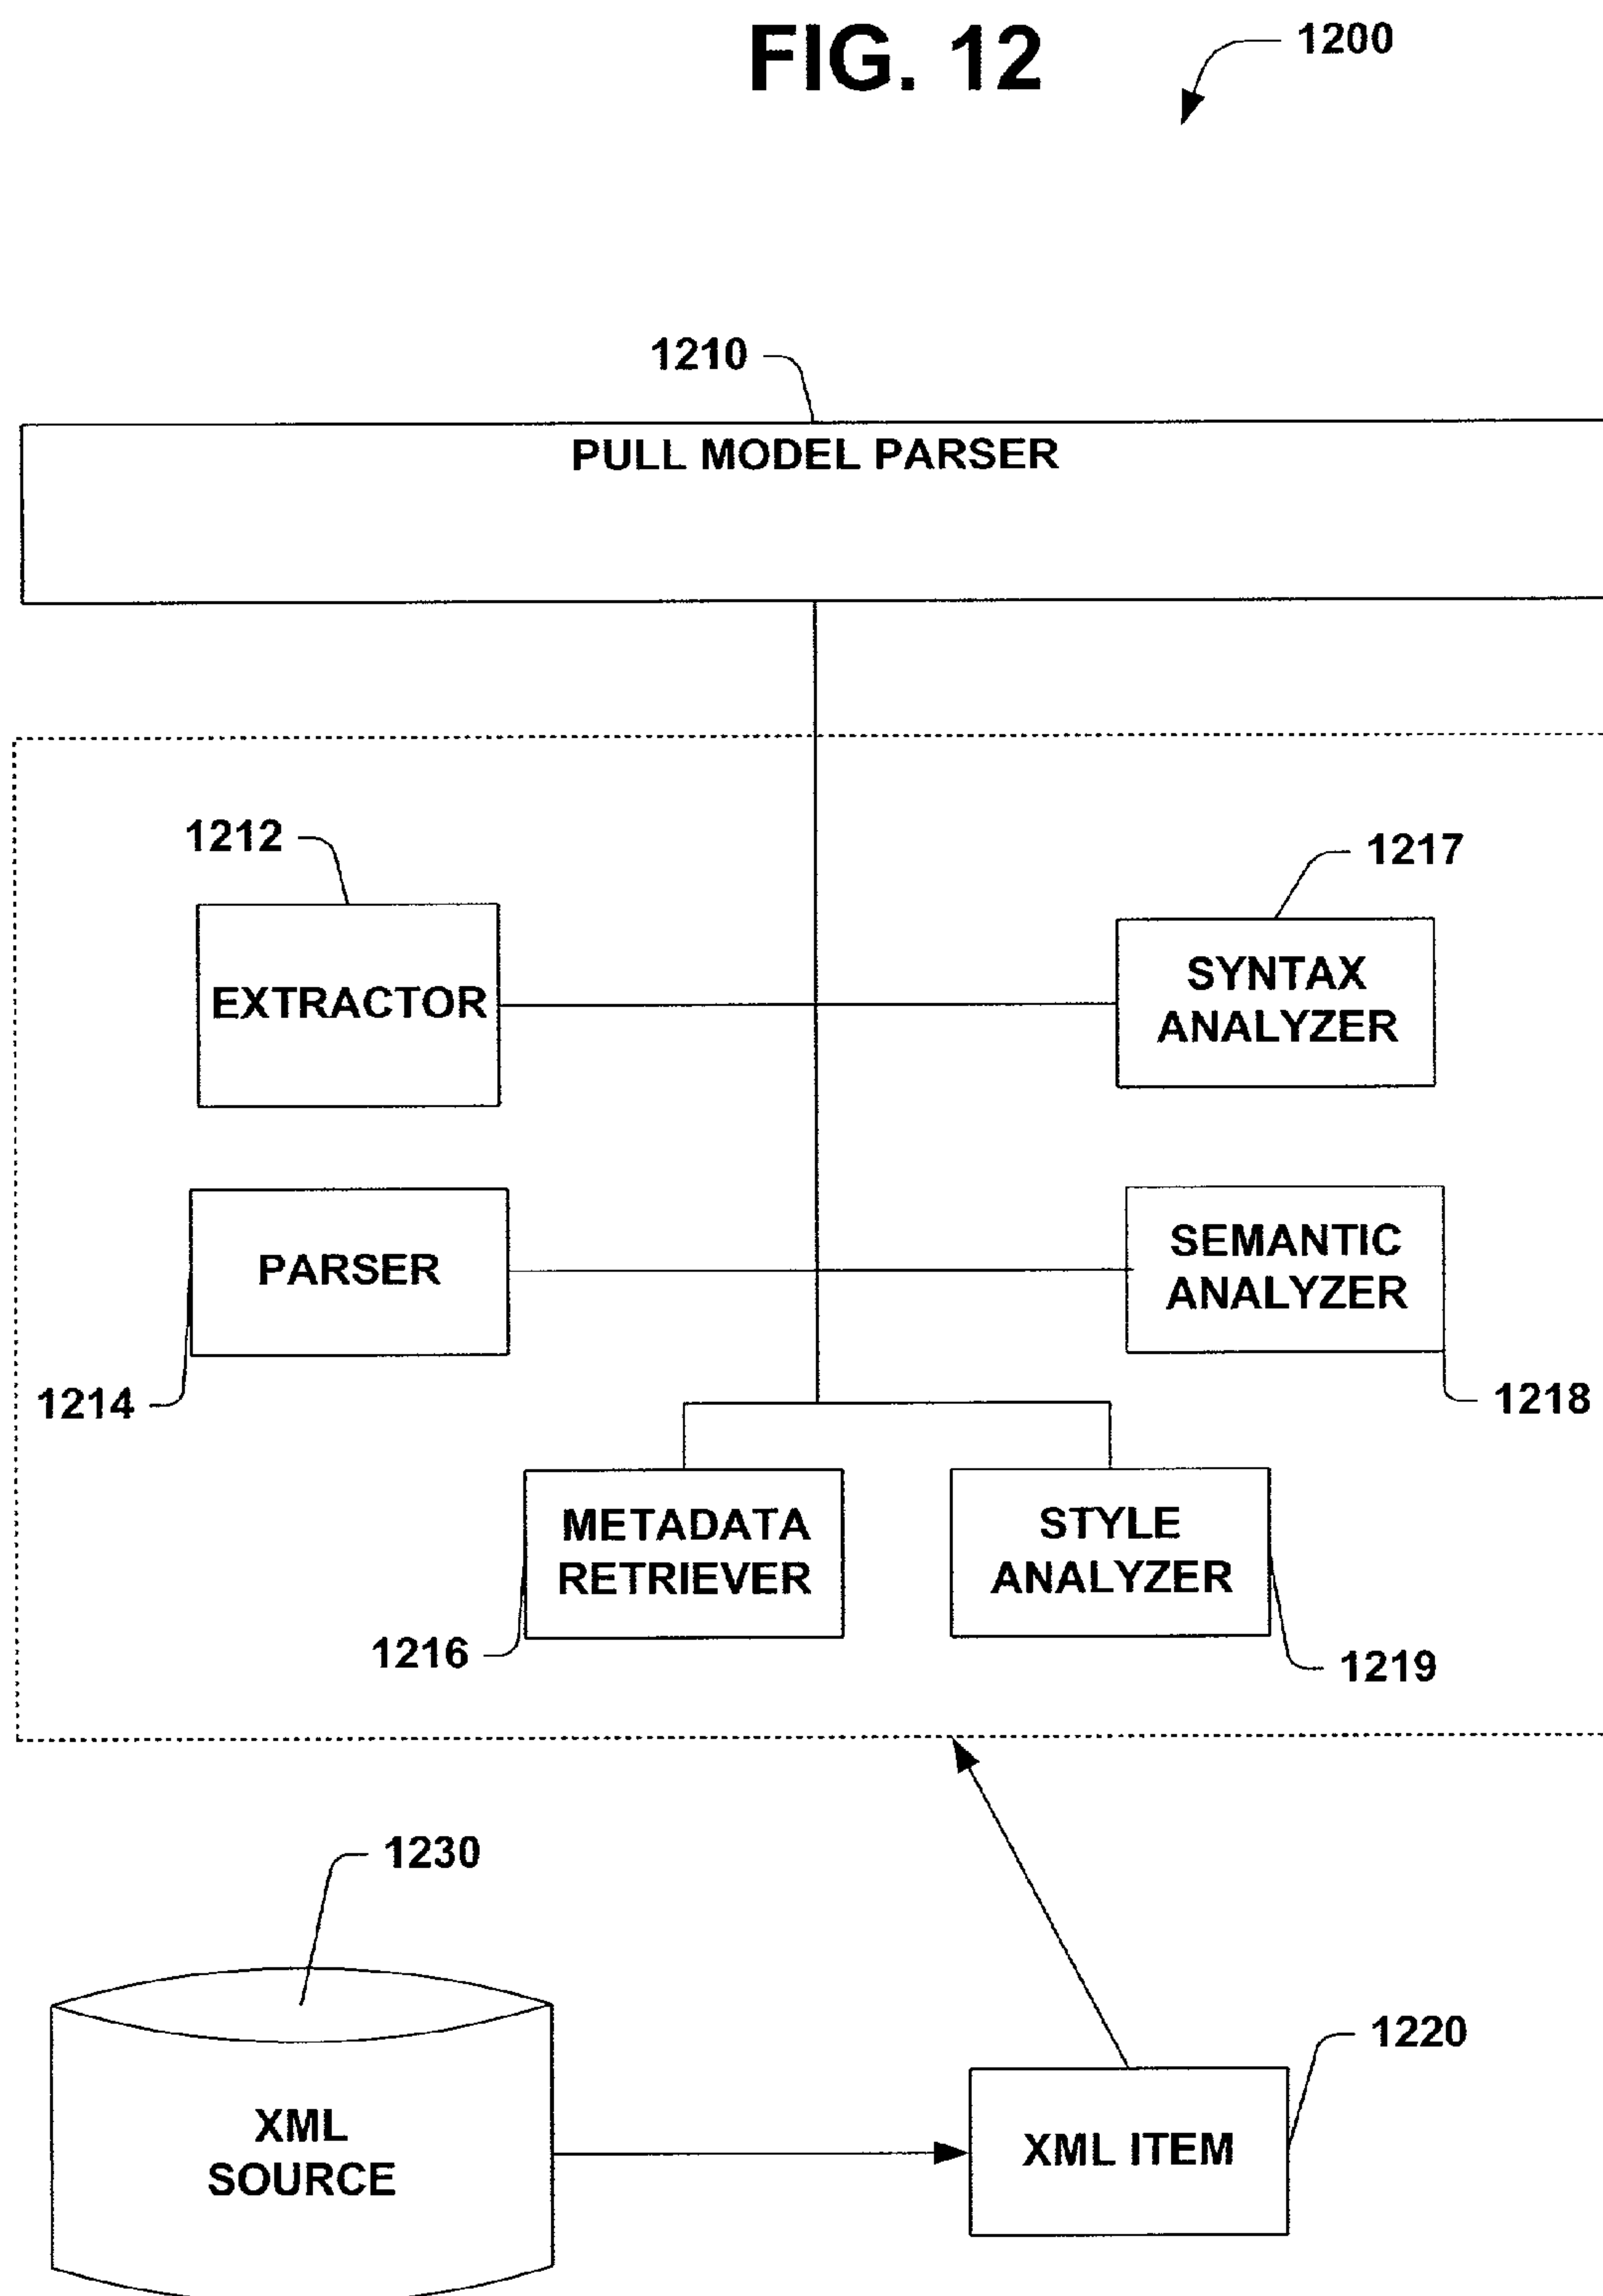 FIG. 12
1200
1210
PULL MODEL PARSER
1212
1217
EXTRACTOR
SYNTAX
ANALYZER
PARSER
SEMANTIC
ANALYZER
1214
1218
METADATA
RETRIEVER
STYLE
ANALYZER
1216
1219
1230
1220
XML
SOURCE
XML ITEM